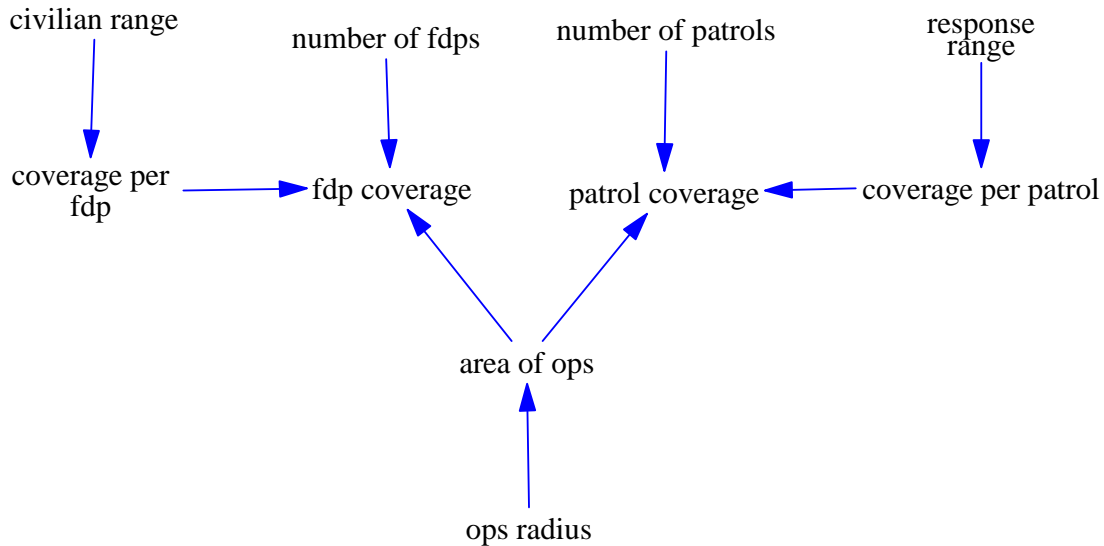 civilian range
number of fdps
number of patrols
response
range
coverage per
fdp
fdp coverage
patrol coverage
coverage per patrol
area of ops
ops radius